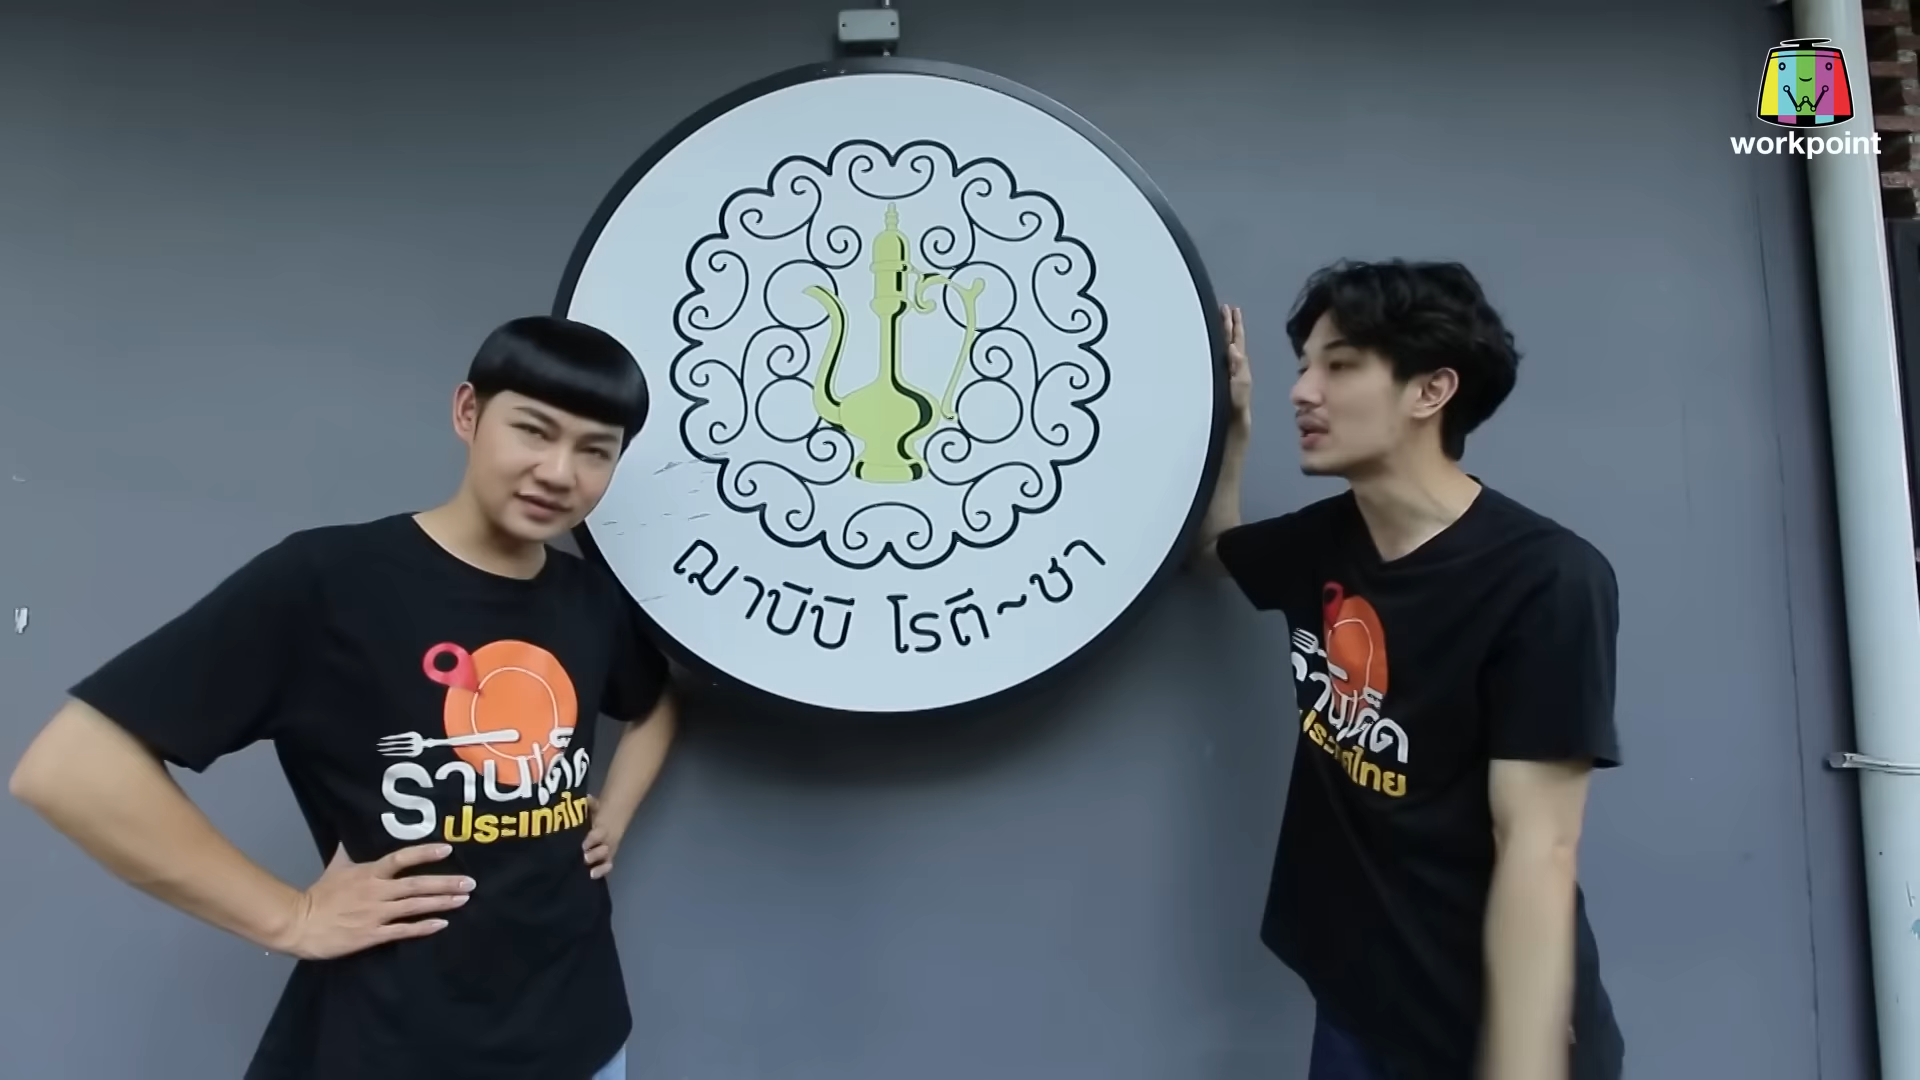 workpoint
ฌาบีบี โรตี~ชา
ร้านเด็ด
ประเทศไทย
ร้านเด็ด
ประเทศไทย